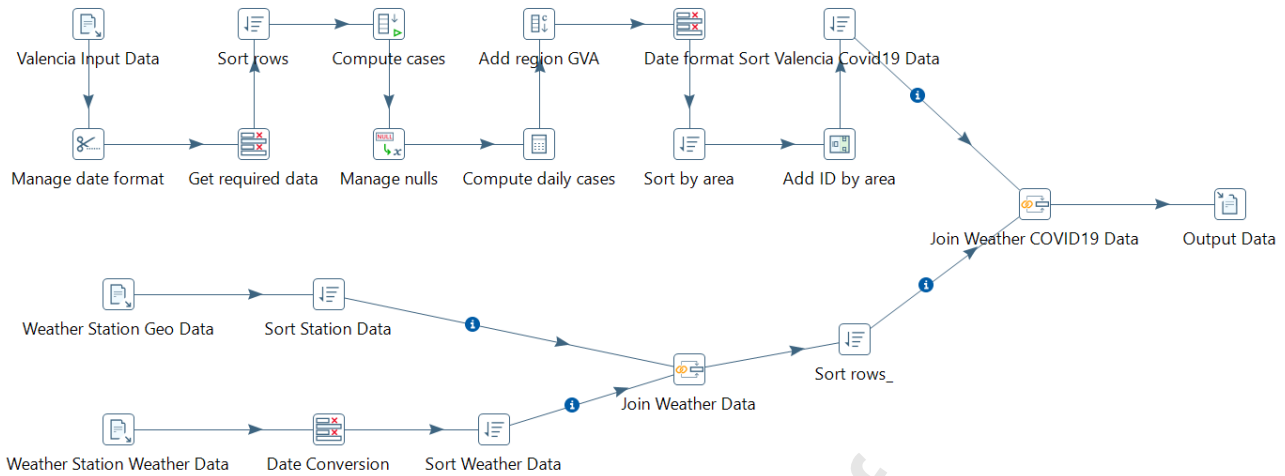 Valencia Input Data
Sort rows
Compute cases
Add region GVA
Date format
Sort Valencia Covid19 Data
NULL
x
Manage date format
Get required data
Manage nulls
Compute daily cases
Sort by area
Add ID by area
Join Weather COVID19 Data
Output Data
Weather Station Geo Data
Sort Station Data
Sort rows_
Join Weather Data
Weather Station Weather Data
Date Conversion
Sort Weather Data